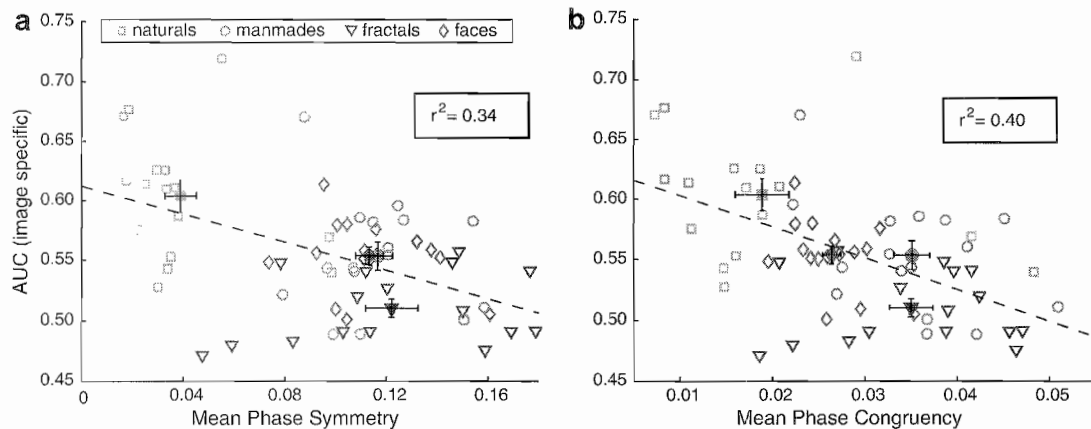 a
naturals manmades fractals faces
0.75
0.70
0.65
0.60
0.55
0.50
0.45
AUC (image specific)
r² = 0.34
0 0.04 0.08 0.12 0.16
Mean Phase Symmetry
b
0.75
0.70
0.65
0.60
0.55
0.50
0.45
r² = 0.40
0.01 0.02 0.03 0.04 0.05
Mean Phase Congruency